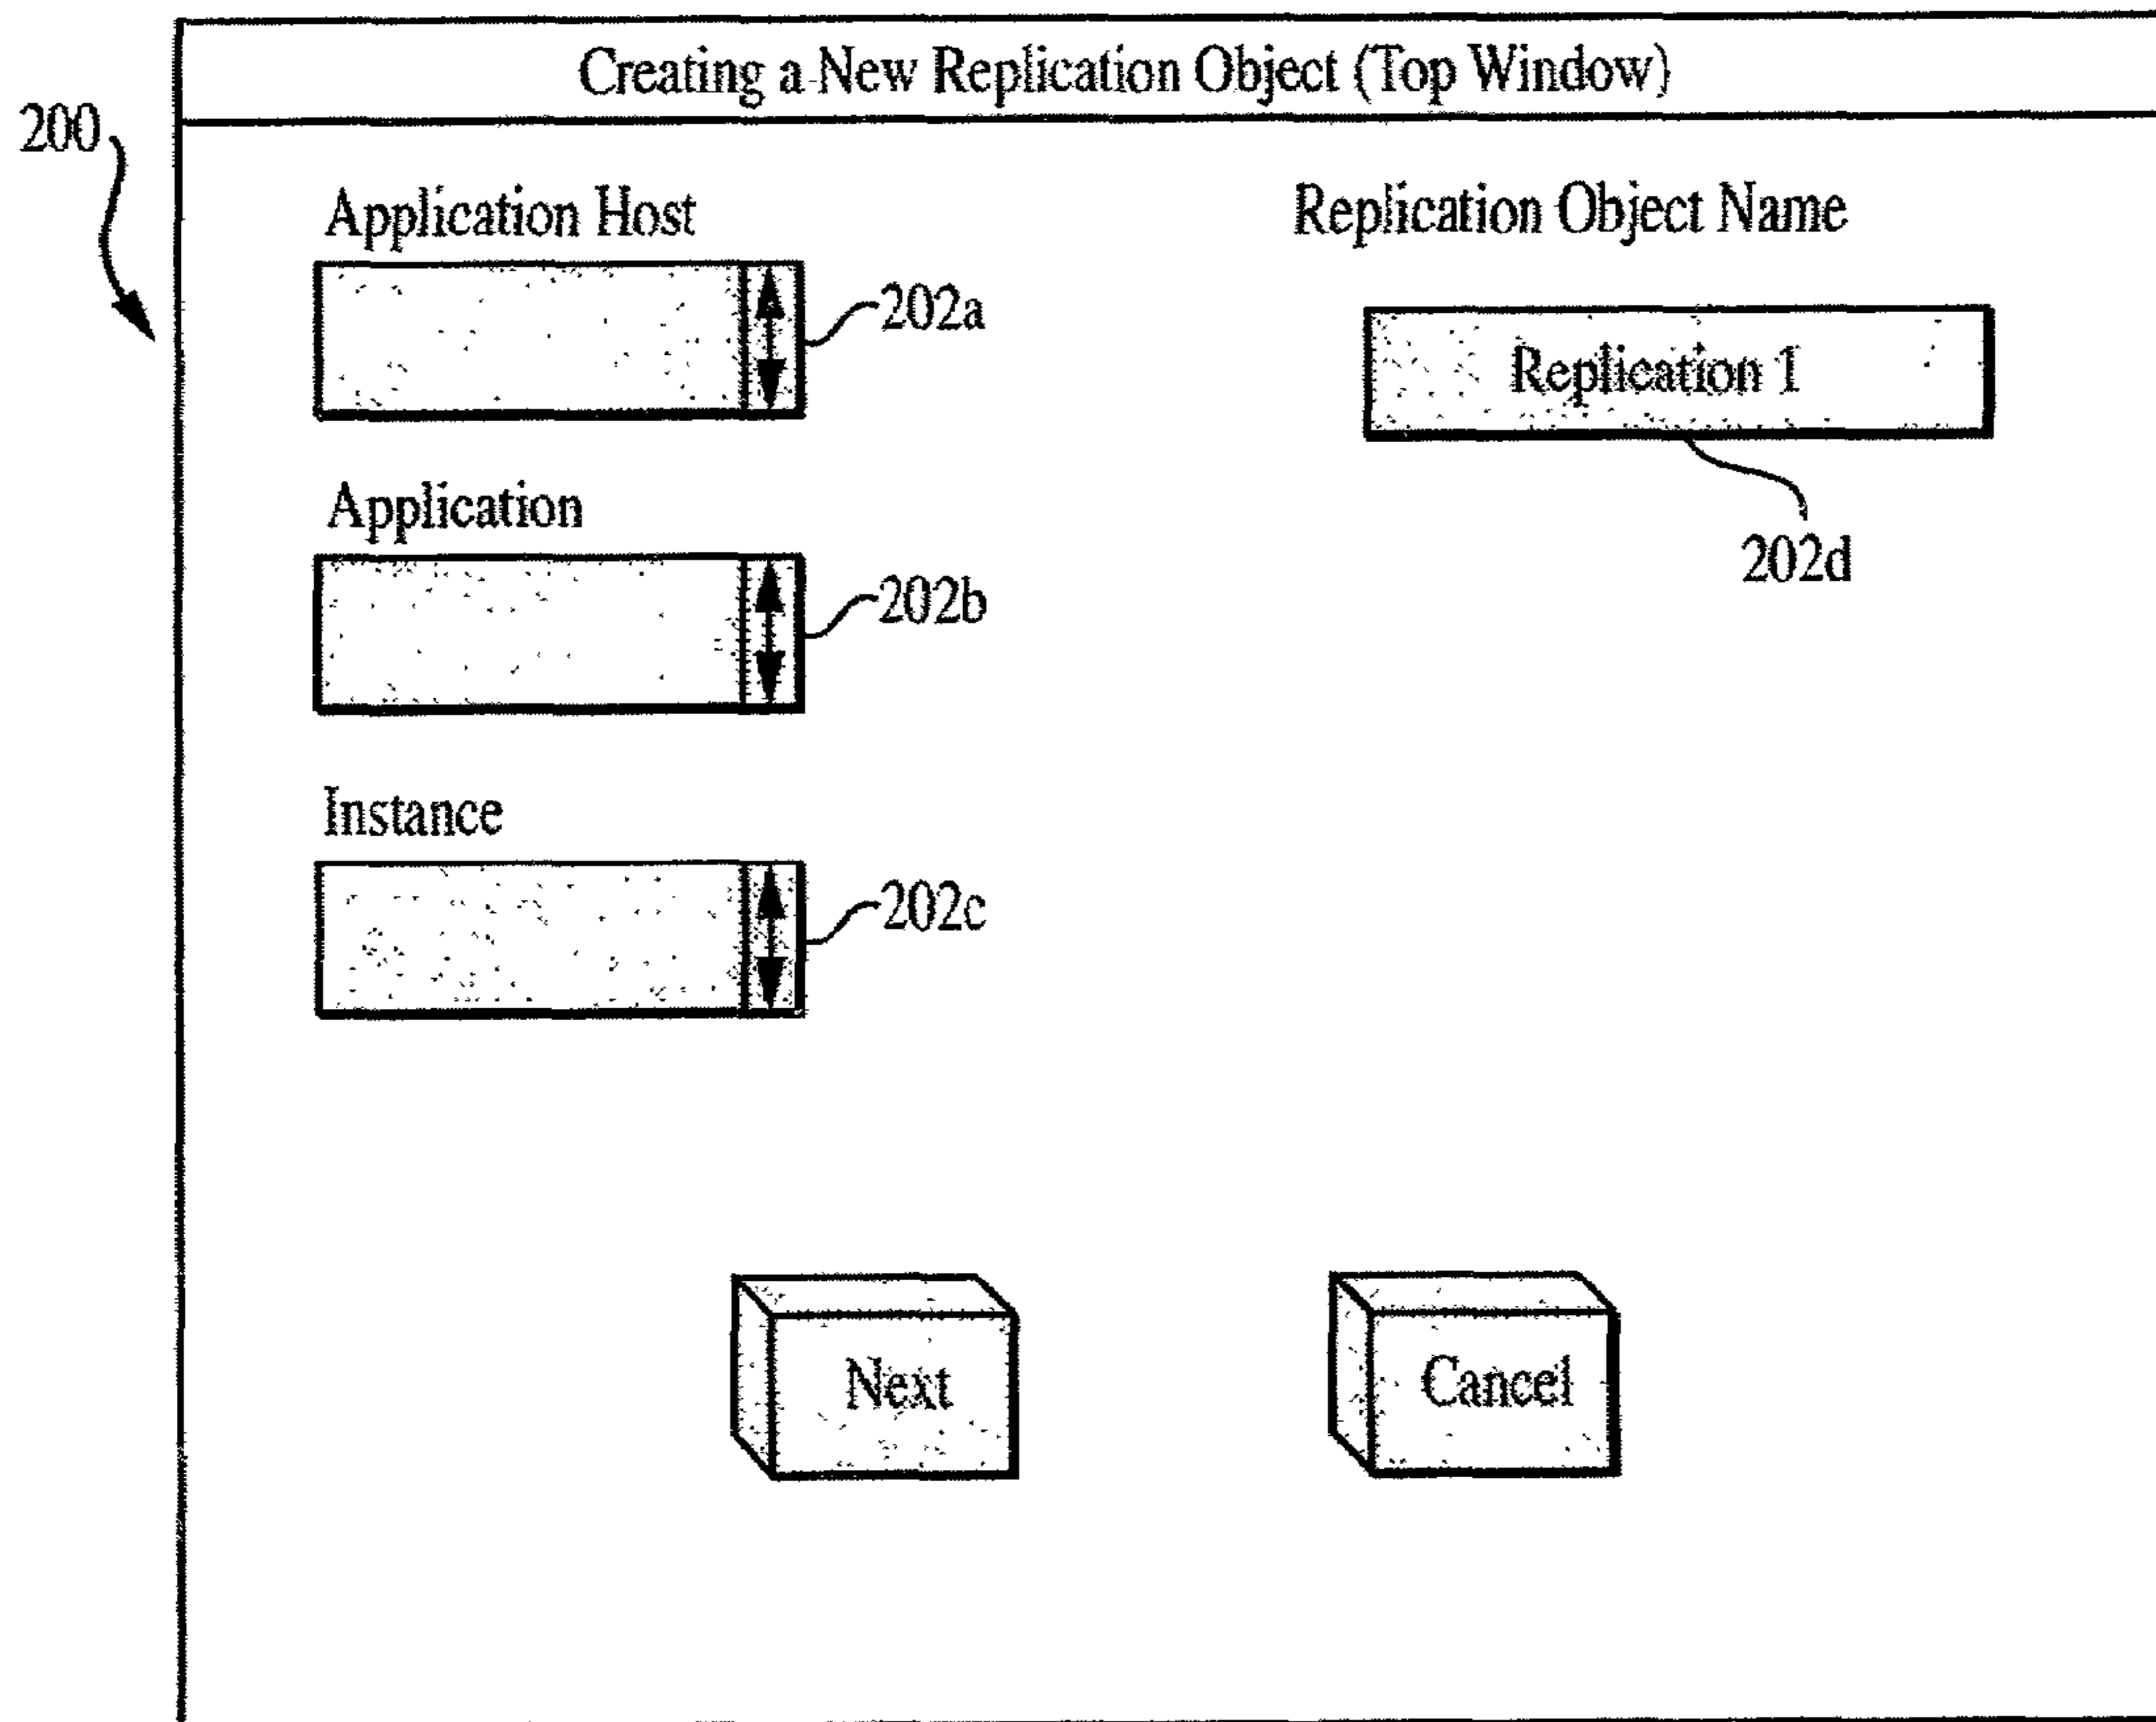 Creating a New Replication Object (Top Window)
200
Application Host
Replication Object Name
202a
Replication 1
Application
202d
202b
Instance
202c
Next
Cancel